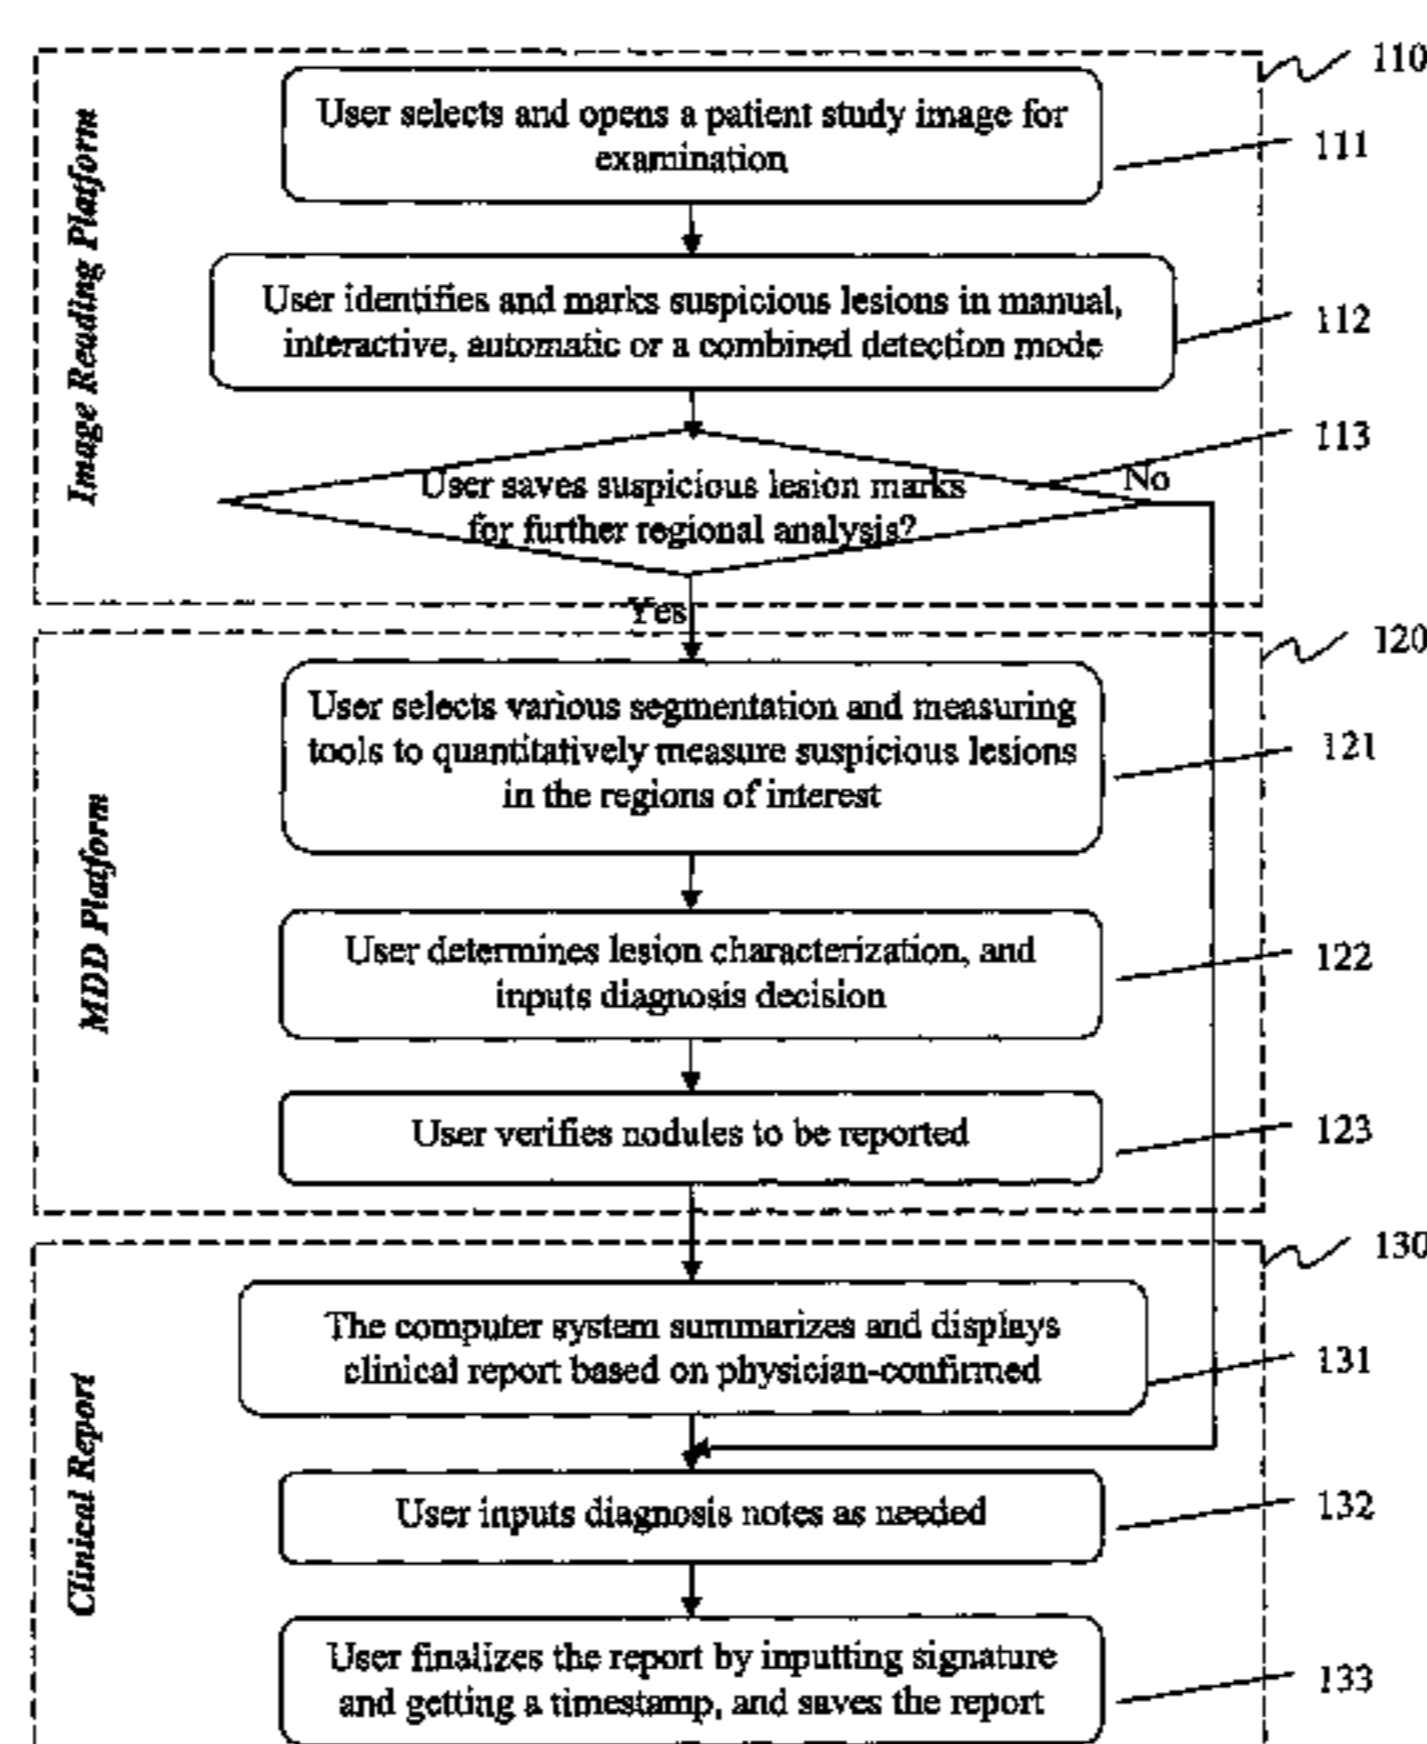 110
Image Reading Platform
User selects and opens a patient study image for
examination
111
User identifies and marks suspicious lesions in manual,
interactive, automatic or a combined detection mode
112
113
User saves suspicious lesion marks
for further regional analysis?
No
Yes
120
MDD Platform
User selects various segmentation and measuring
tools to quantitatively measure suspicious lesions
in the regions of interest
121
User determines lesion characterization, and
inputs diagnosis decision
122
User verifies nodules to be reported
123
130
Clinical Report
The computer system summarizes and displays
clinical report based on physician-confirmed
131
User inputs diagnosis notes as needed
132
User finalizes the report by inputting signature
and getting a timestamp, and saves the report
133